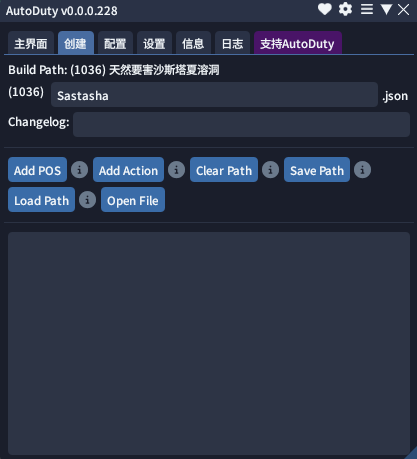 AutoDuty v0.0.0.228
主界面 创建 配置 设置 信息 日志 支持AutoDuty
Build Path: (1036) 天然要害沙斯塔夏溶洞
(1036) Sastasha .json
Changelog:
Add POS Add Action Clear Path Save Path
Load Path Open File